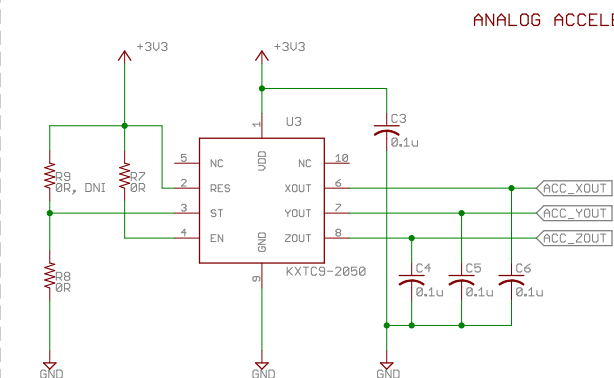 ANALOG ACCELE
+3V3
+3V3
C3
0.1u
U3
1
VDD
5
NC
NC
10
R9
0R, DNI
R7
0R
2
RES
XOUT
6
ACC_XOUT
3
ST
YOUT
7
ACC_YOUT
4
EN
GND
ZOUT
8
ACC_ZOUT
9
KXTC9-2050
R8
0R
C4
0.1u
C5
0.1u
C6
0.1u
GND
GND
GND